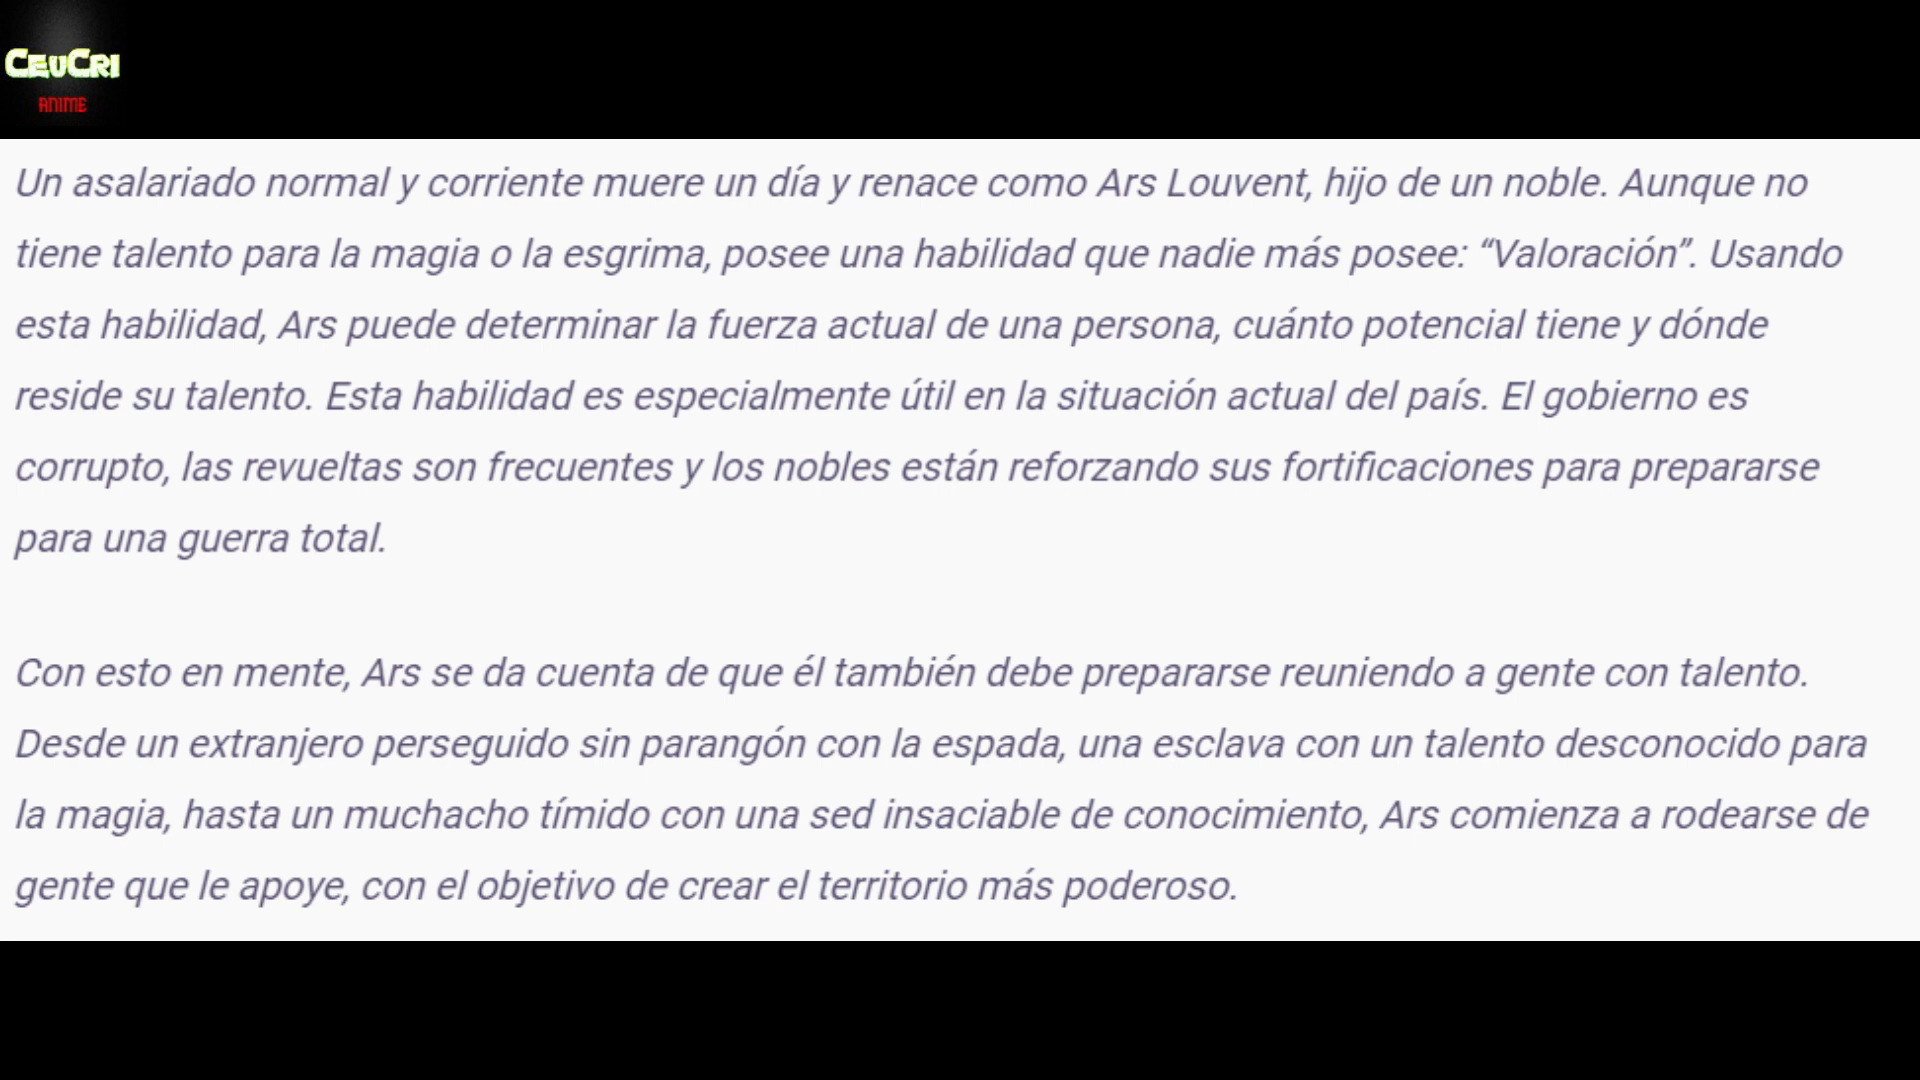 CEUCRI
ANIME
Un asalariado normal y corriente muere un día y renace como Ars Louvent, hijo de un noble. Aunque no
tiene talento para la magia o la esgrima, posee una habilidad que nadie más posee: “Valoración”. Usando
esta habilidad, Ars puede determinar la fuerza actual de una persona, cuánto potencial tiene y dónde
reside su talento. Esta habilidad es especialmente útil en la situación actual del país. El gobierno es
corrupto, las revueltas son frecuentes y los nobles están reforzando sus fortificaciones para prepararse
para una guerra total.
Con esto en mente, Ars se da cuenta de que él también debe prepararse reuniendo a gente con talento.
Desde un extranjero perseguido sin parangón con la espada, una esclava con un talento desconocido para
la magia, hasta un muchacho tímido con una sed insaciable de conocimiento, Ars comienza a rodearse de
gente que le apoye, con el objetivo de crear el territorio más poderoso.